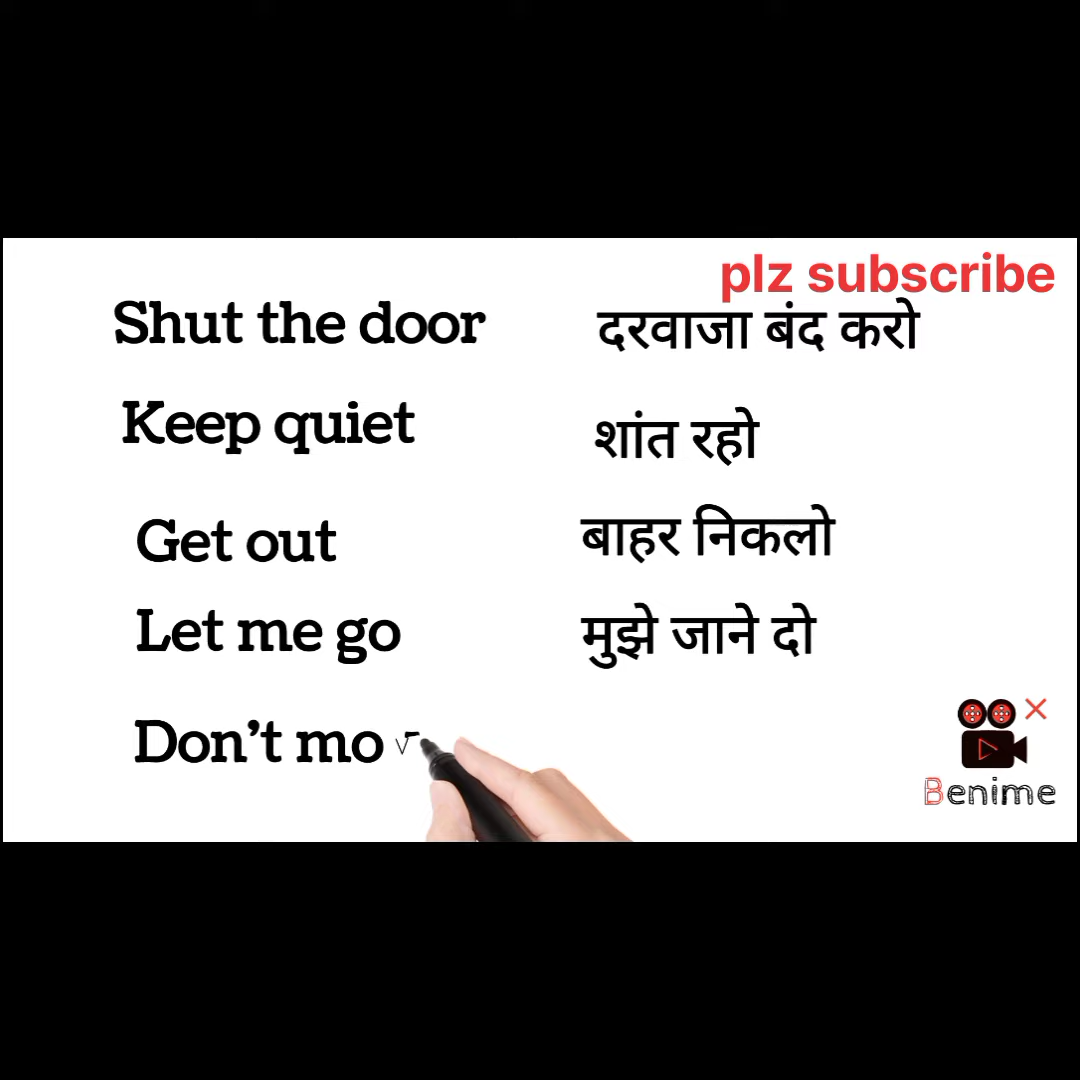 plz subscribe
Shut the door दरवाजा बंद करो
Keep quiet शांत रहो
Get out बाहर निकलो
Let me go मुझे जाने दो
Don't mov
Benime